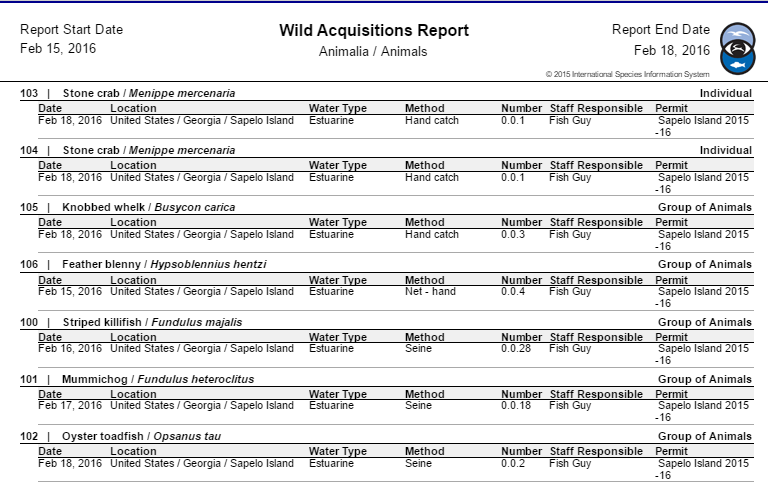 Report Start Date
Feb 15, 2016
Wild Acquisitions Report
Animalia / Animals
Report End Date
Feb 18, 2016
© 2015 International Species Information System
103 | Stone crab / Menippe mercenaria Individual
Date Location Water Type Method Number Staff Responsible Permit
Feb 18, 2016 United States / Georgia / Sapelo Island Estuarine Hand catch 0.0.1 Fish Guy Sapelo Island 2015
-16
104 | Stone crab / Menippe mercenaria Individual
Date Location Water Type Method Number Staff Responsible Permit
Feb 18, 2016 United States / Georgia / Sapelo Island Estuarine Hand catch 0.0.1 Fish Guy Sapelo Island 2015
-16
105 | Knobbed whelk / Busycon carica Group of Animals
Date Location Water Type Method Number Staff Responsible Permit
Feb 18, 2016 United States / Georgia / Sapelo Island Estuarine Hand catch 0.0.3 Fish Guy Sapelo Island 2015
-16
106 | Feather blenny / Hypsoblennius hentzi Group of Animals
Date Location Water Type Method Number Staff Responsible Permit
Feb 15, 2016 United States / Georgia / Sapelo Island Estuarine Net - hand 0.0.4 Fish Guy Sapelo Island 2015
-16
100 | Striped killifish / Fundulus majalis Group of Animals
Date Location Water Type Method Number Staff Responsible Permit
Feb 16, 2016 United States / Georgia / Sapelo Island Estuarine Seine 0.0.28 Fish Guy Sapelo Island 2015
-16
101 | Mummichog / Fundulus heteroclitus Group of Animals
Date Location Water Type Method Number Staff Responsible Permit
Feb 17, 2016 United States / Georgia / Sapelo Island Estuarine Seine 0.0.18 Fish Guy Sapelo Island 2015
-16
102 | Oyster toadfish / Opsanus tau Group of Animals
Date Location Water Type Method Number Staff Responsible Permit
Feb 18, 2016 United States / Georgia / Sapelo Island Estuarine Seine 0.0.2 Fish Guy Sapelo Island 2015
-16